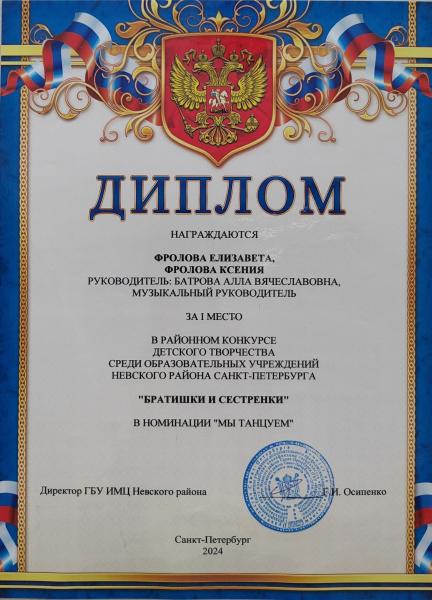 ДИПЛОМ
НАГРАЖДАЮТСЯ
ФРОЛОВА ЕЛИЗАВЕТА,
ФРОЛОВА КСЕНИЯ
РУКОВОДИТЕЛЬ: БАТРОВА АЛЛА ВЯЧЕСЛАВОВНА,
МУЗЫКАЛЬНЫЙ РУКОВОДИТЕЛЬ
ЗА I МЕСТО
В РАЙОННОМ КОНКУРСЕ
ДЕТСКОГО ТВОРЧЕСТВА
СРЕДИ ОБРАЗОВАТЕЛЬНЫХ УЧРЕЖДЕНИЙ
НЕВСКОГО РАЙОНА САНКТ-ПЕТЕРБУРГА
"БРАТИШКИ И СЕСТРЕНКИ"
В НОМИНАЦИИ "МЫ ТАНЦУЕМ"
Директор ГБУ ИМЦ Невского района Г.И. Осипенко
Санкт-Петербург
2024